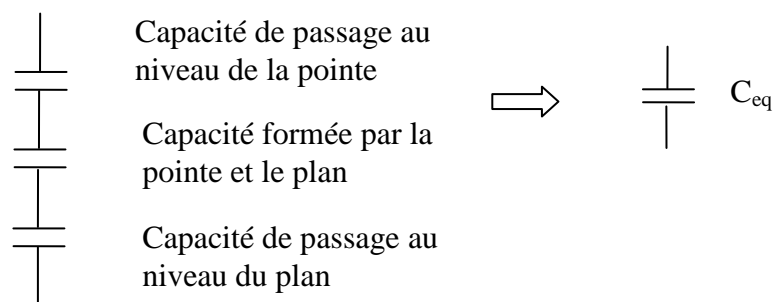 Capacité de passage au
niveau de la pointe
Capacité formée par la
pointe et le plan
Capacité de passage au
niveau du plan
C_eq